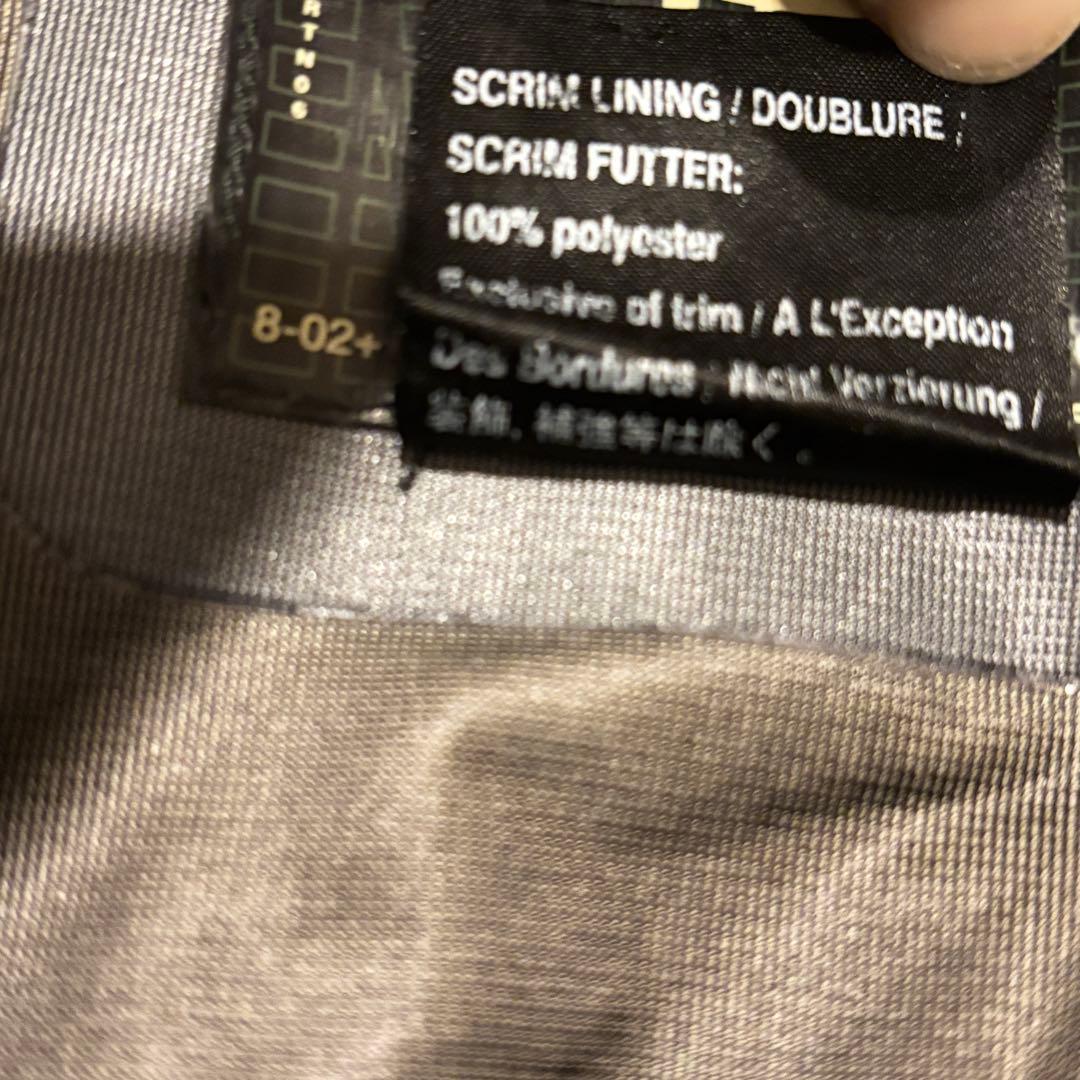 RTN06
8-02+
SCRIM LINING / DOUBLURE ;
SCRIM FUTTER:
100% polyester
Exclusive of trim / A L'Exception
Des Bordures / Nicht Verzierung /
装飾，補強等は除く．